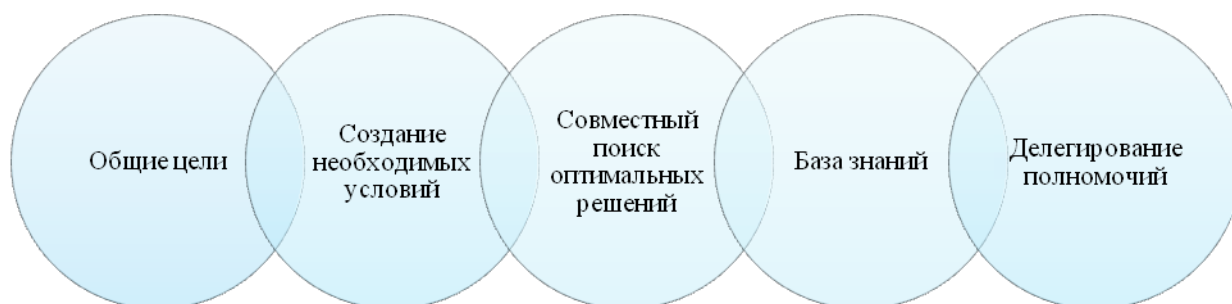 Общие цели
Создание
необходимых
условий
Совместный
поиск
оптимальных
решений
База знаний
Делегирование
полномочий